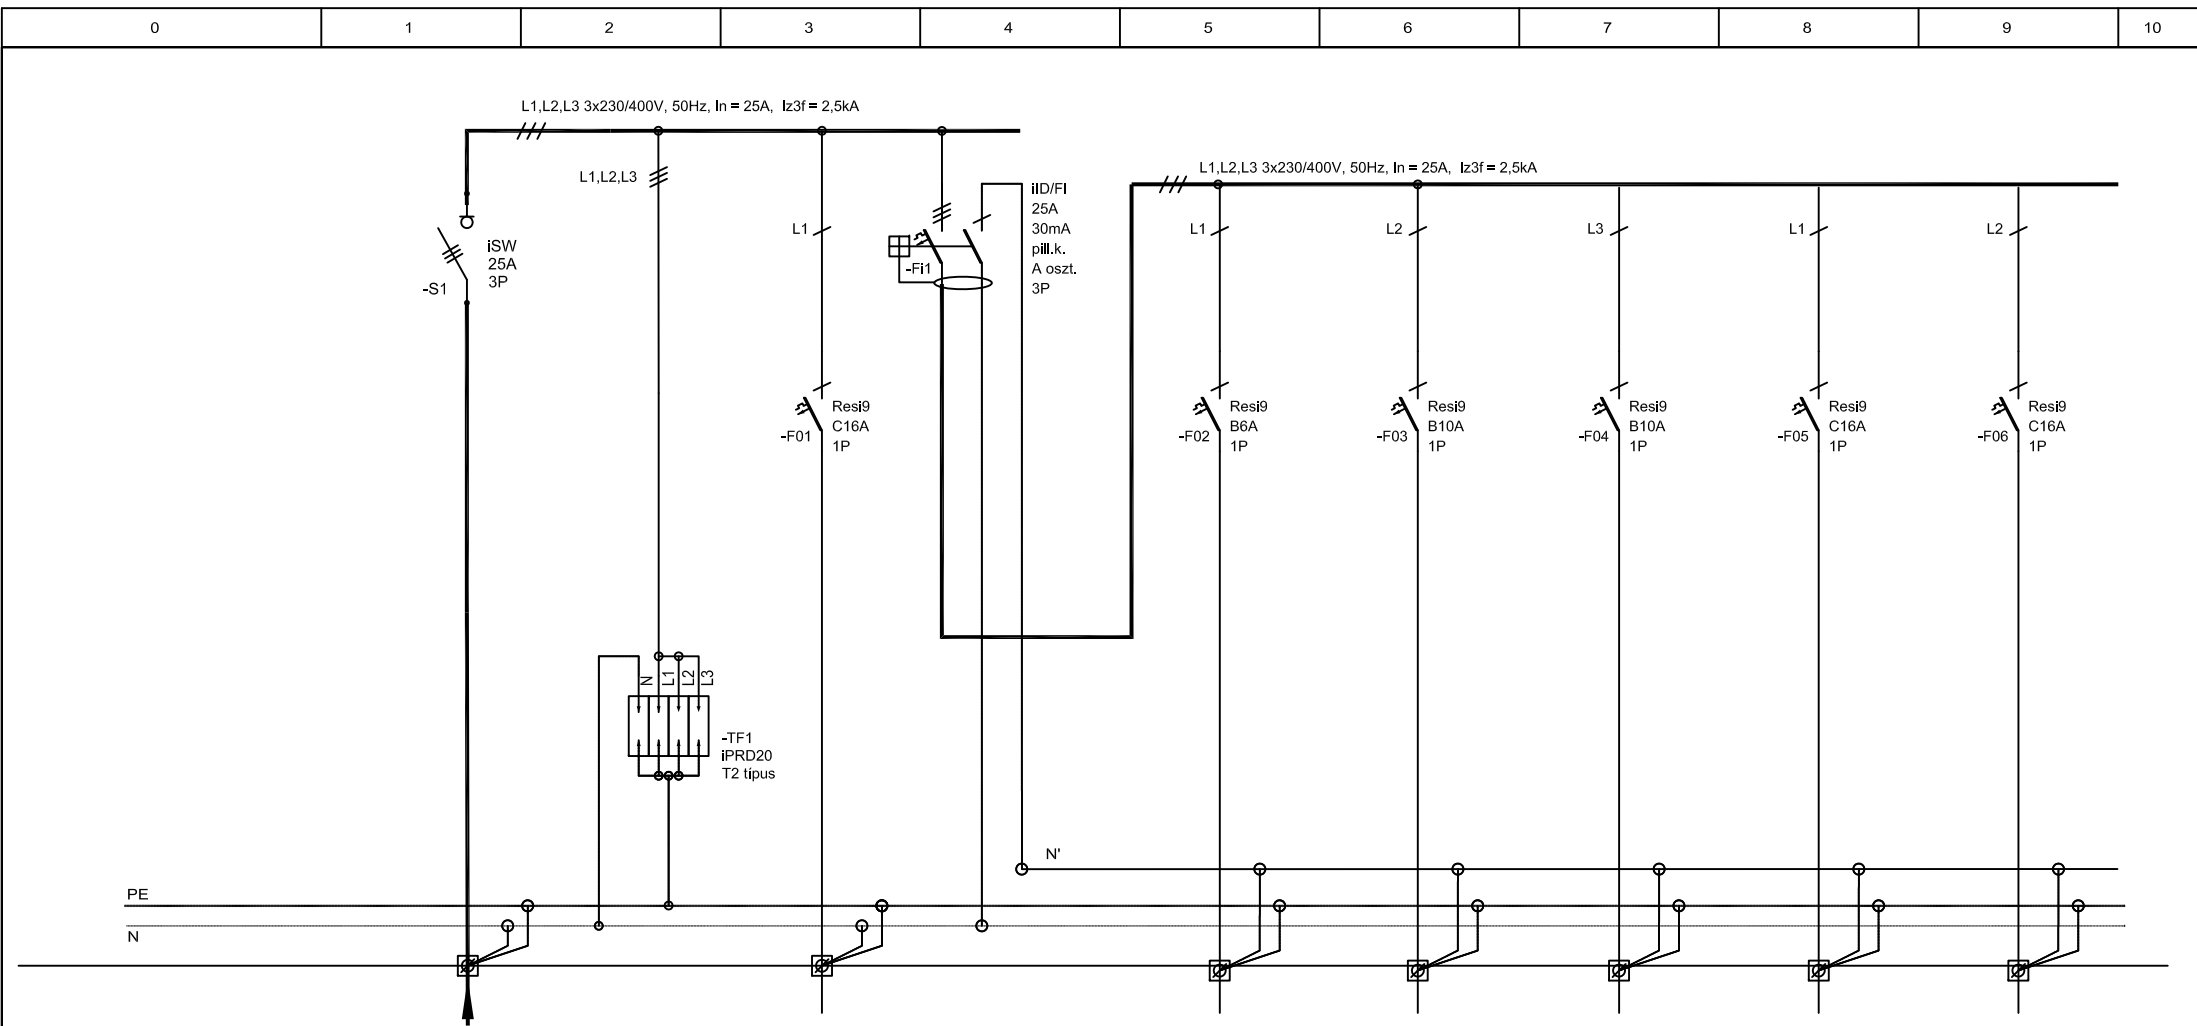 0 1 2 3 4 5 6 7 8 9 10
L1,L2,L3 3x230/400V, 50Hz, In = 25A, Iz3f = 2,5kA
L1,L2,L3 3x230/400V, 50Hz, In = 25A, Iz3f = 2,5kA
L1,L2,L3
iSW
25A
3P
-S1
L1
iID/FI
25A
30mA
pill.k.
A oszt.
3P
-Fi1
L1
L2
L3
L1
L2
Resi9
C16A
1P
-F01
Resi9
B6A
1P
-F02
Resi9
B10A
1P
-F03
Resi9
B10A
1P
-F04
Resi9
C16A
1P
-F05
Resi9
C16A
1P
-F06
N
L1
L2
L3
-TF1
iPRD20
T2 típus
N'
PE
N